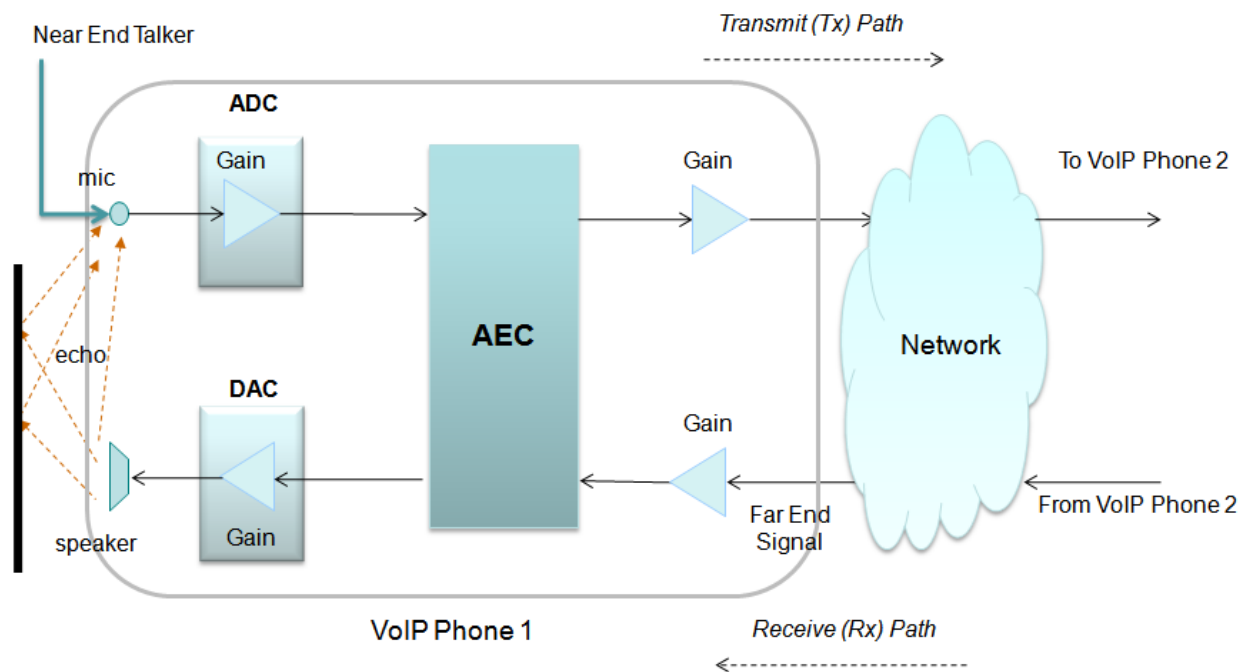 Transmit (Tx) Path
Near End Talker
ADC
Gain
Gain
To VoIP Phone 2
mic
AEC
Network
echo
DAC
Gain
Gain
Far End
Signal
From VoIP Phone 2
speaker
VoIP Phone 1
Receive (Rx) Path